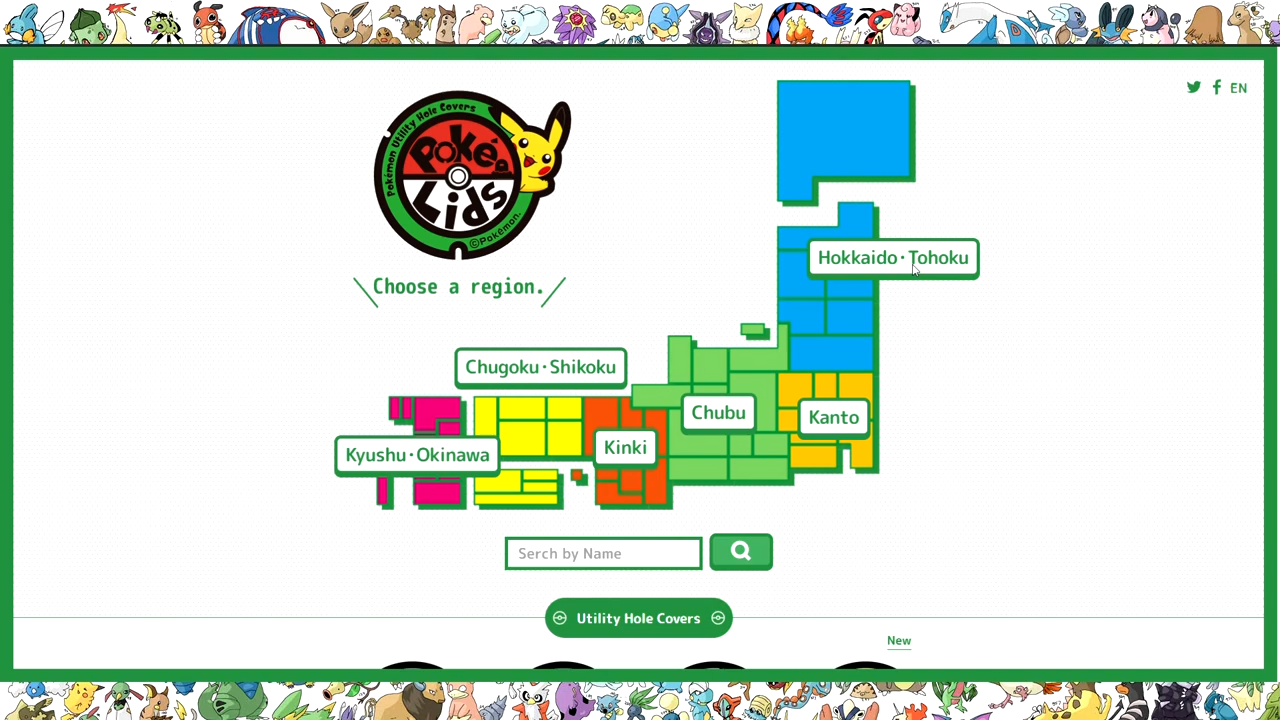 Pokémon Utility Hole Covers
Poké
Lids
©Pokémon.
EN
Choose a region.
Hokkaido・Tohoku
Chugoku・Shikoku
Chubu
Kanto
Kinki
Kyushu・Okinawa
Serch by Name
Utility Hole Covers
New